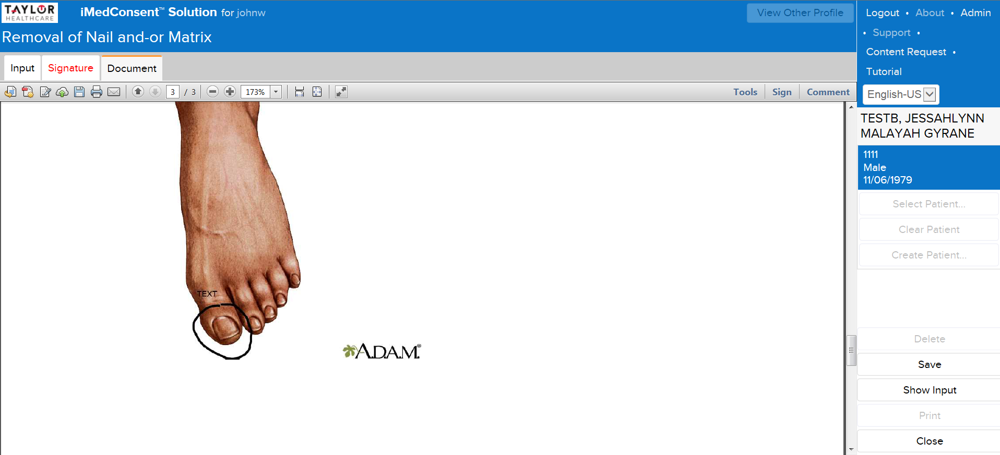 TAYLOR
HEALTHCARE
iMedConsent™ Solution for johnw
View Other Profile
Removal of Nail and-or Matrix
Logout • About • Admin
• Support •
Content Request •
Tutorial
English-US
Input Signature Document
3 / 3 173% Tools Sign Comment
TESTB, JESSAHLYNN
MALAYAH GYRANE
1111
Male
11/06/1979
Select Patient...
Clear Patient
Create Patient...
TEXT
A.D.A.M.®
Delete
Save
Show Input
Print
Close